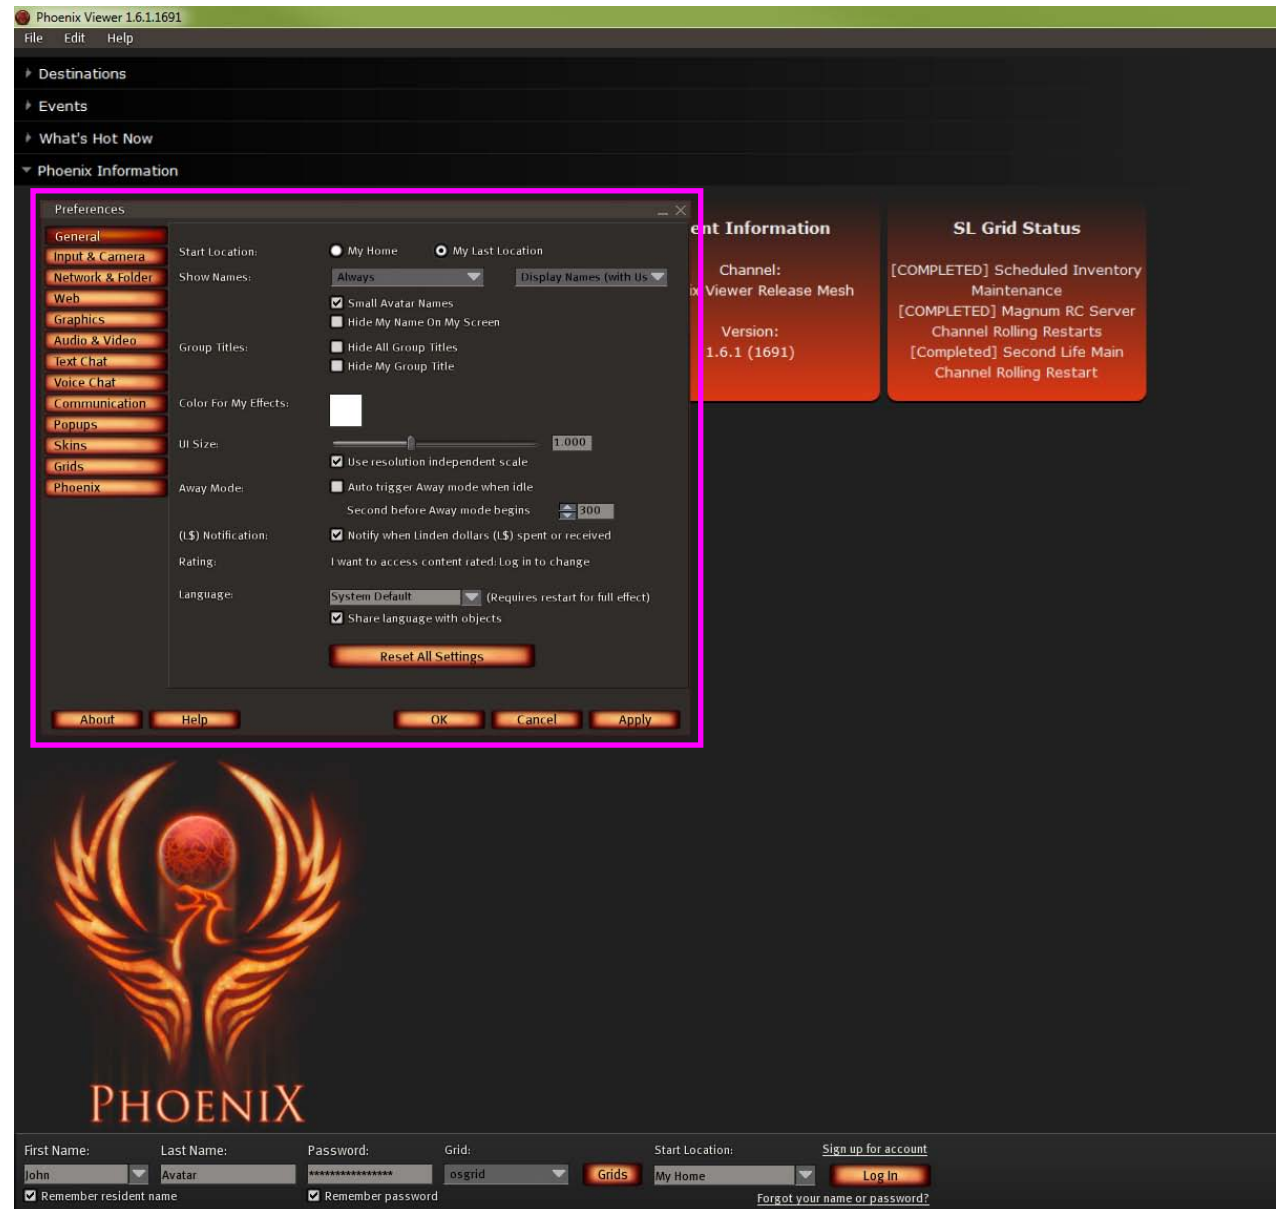 Phoenix Viewer 1.6.1.1691
File Edit Help
Destinations
Events
What's Hot Now
Phoenix Information
Preferences
General
Input & Camera
Network & Folder
Web
Graphics
Audio & Video
Text Chat
Voice Chat
Communication
Popups
Skins
Grids
Phoenix
Start Location: My Home My Last Location
Show Names: Always Display Names (with Us
Small Avatar Names
Hide My Name On My Screen
Group Titles: Hide All Group Titles
Hide My Group Title
Color For My Effects:
UI Size: 1.000
Use resolution independent scale
Away Mode: Auto trigger Away mode when idle
Second before Away mode begins 300
(L$) Notification: Notify when Linden dollars (L$) spent or received
Rating: I want to access content rated: Log in to change
Language: System Default (Requires restart for full effect)
Share language with objects
Reset All Settings
About Help OK Cancel Apply
ent Information
Channel:
ix Viewer Release Mesh
Version:
1.6.1 (1691)
SL Grid Status
[COMPLETED] Scheduled Inventory
Maintenance
[COMPLETED] Magnum RC Server
Channel Rolling Restarts
[Completed] Second Life Main
Channel Rolling Restart
PHOENIX
First Name: Last Name: Password: Grid: Start Location: Sign up for account
John Avatar **************** osgrid Grids My Home Log In
Remember resident name Remember password Forgot your name or password?